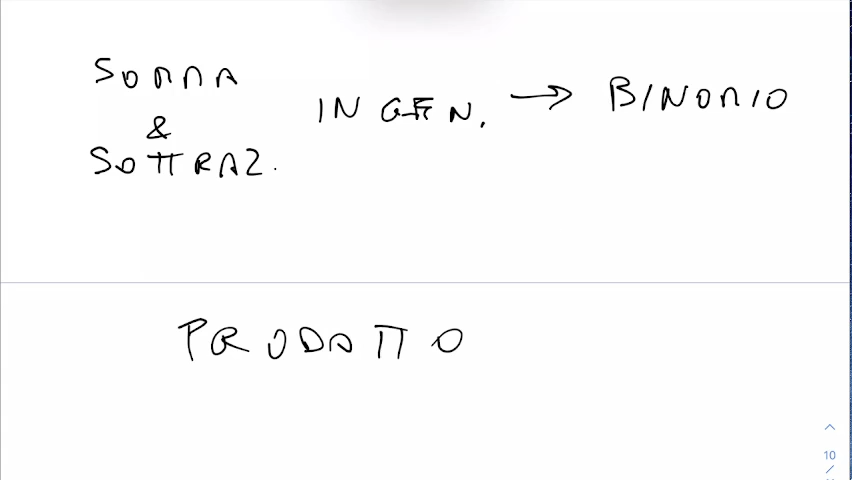 SOMMA
&
SOTTRAZ.
IN GEN. → BINOMIO
PRODOTTO
10
/